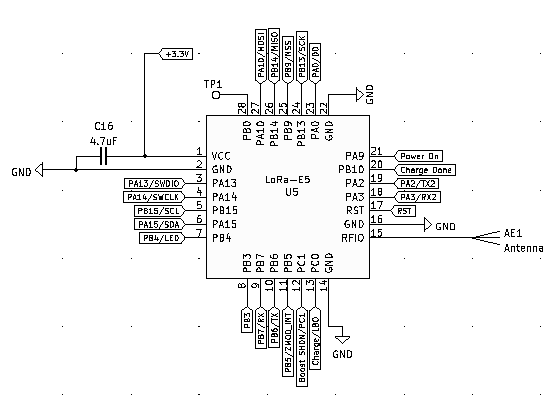 PA10/MOSI
PB14/MISO
PB9/NSS
PB13/SCK
PA0/D0
+3.3V
TP1
GND
28
27
26
25
24
23
22
PB0
PA10
PB14
PB9
PB13
PA0
GND
C16
4.7uF
GND
1
VCC
2
GND
PA13/SWDIO
3
PA13
PA14/SWCLK
4
PA14
PB15/SCL
5
PB15
PA15/SDA
6
PA15
PB4/LED
7
PB4
LoRa-E5
U5
PA9
21
Power On
PB10
20
Charge Done
PA2
19
PA2/TX2
PA3
18
PA3/RX2
RST
17
RST
GND
16
GND
RFIO
15
AE1
Antenna
PB3
PB7
PB6
PB5
PC1
PC0
GND
8
9
10
11
12
13
14
PB3
PB7/RX
PB6/TX
PB5/ZMOD_INT
Boost SHDN/PC1
Charge/LBO
GND